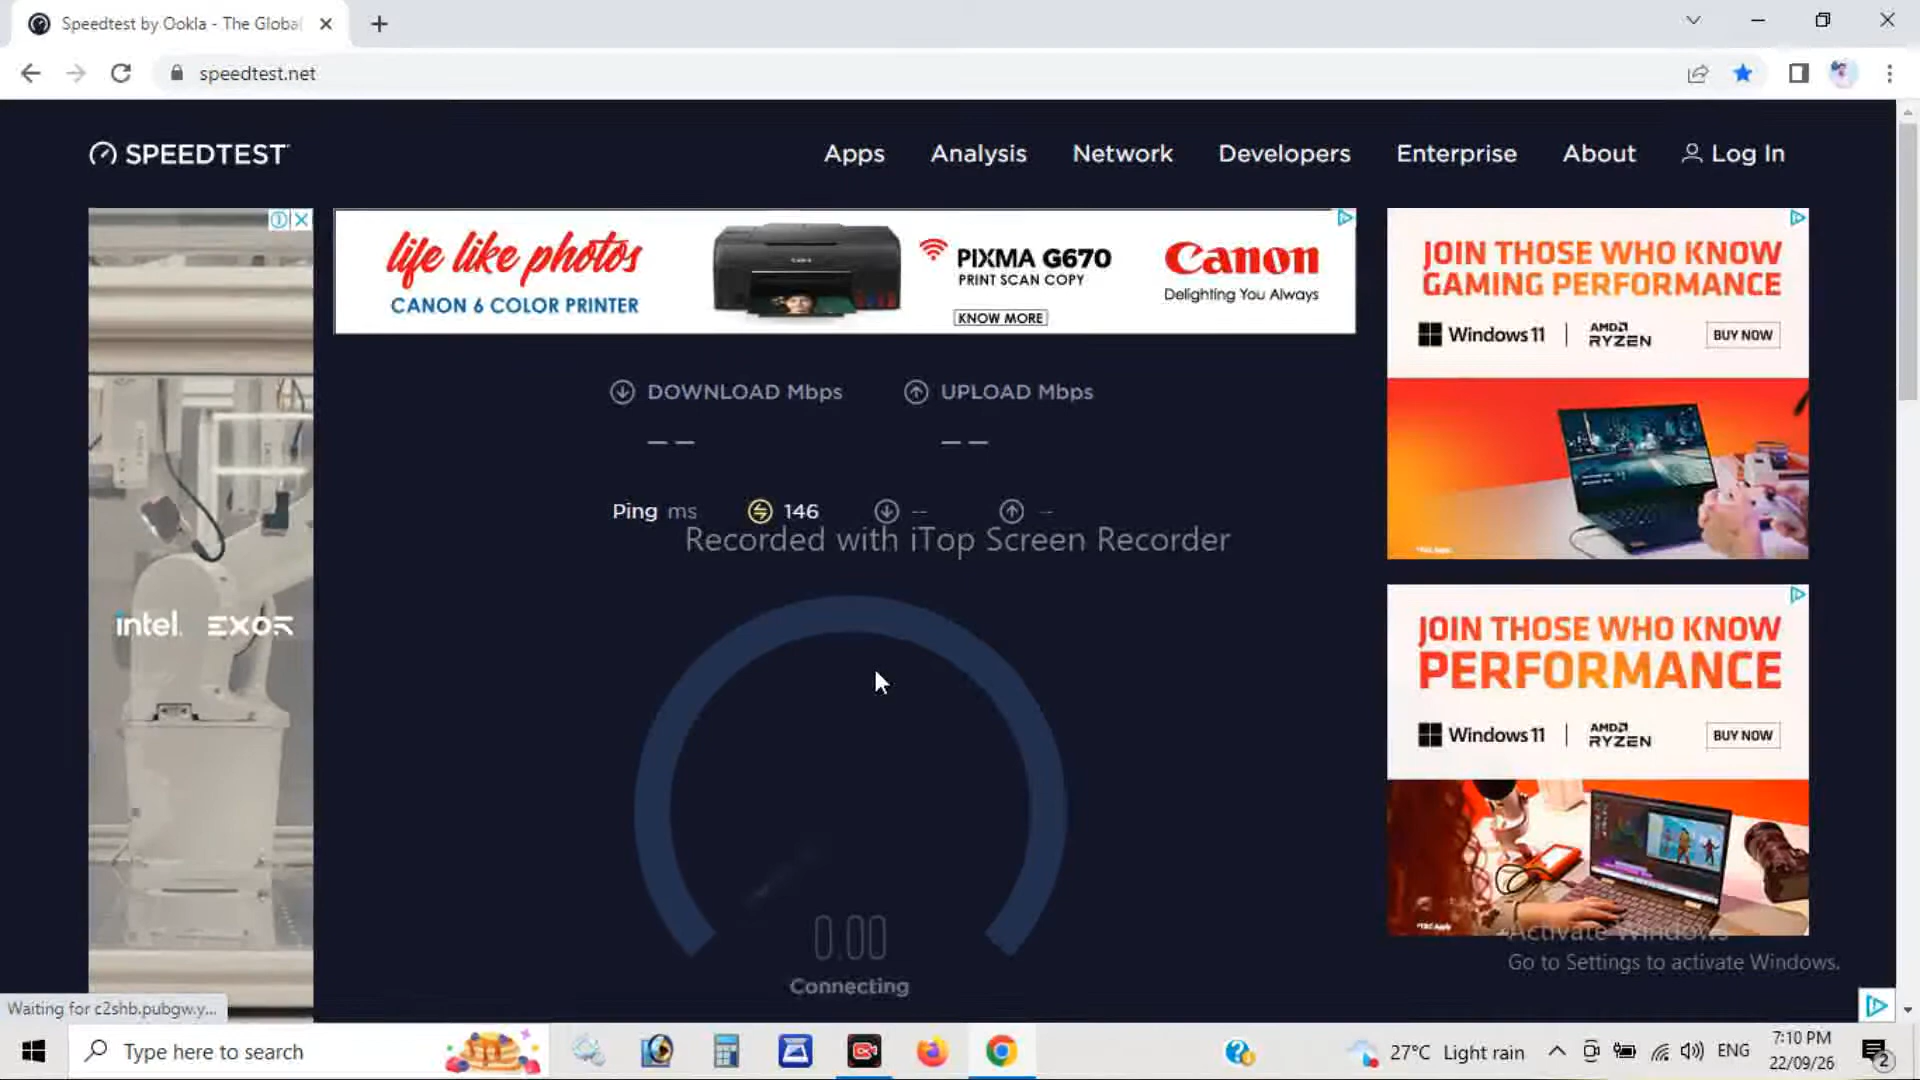 Speedtest by Ookla - The Global
speedtest.net
SPEEDTEST
Apps Analysis Network Developers Enterprise About Log In
life like photos
CANON 6 COLOR PRINTER
PIXMA G670
PRINT SCAN COPY
KNOW MORE
Canon
Delighting You Always
JOIN THOSE WHO KNOW
GAMING PERFORMANCE
Windows 11
AMD
RYZEN
BUY NOW
DOWNLOAD Mbps
UPLOAD Mbps
Ping ms 146
Recorded with iTop Screen Recorder
intel. EXOR
JOIN THOSE WHO KNOW
PERFORMANCE
Windows 11
AMD
RYZEN
BUY NOW
0.00
Connecting
Activate Windows
Go to Settings to activate Windows.
Waiting for c2shb.pubgw.y...
Type here to search
27°C Light rain
ENG
7:10 PM
22/09/26
2